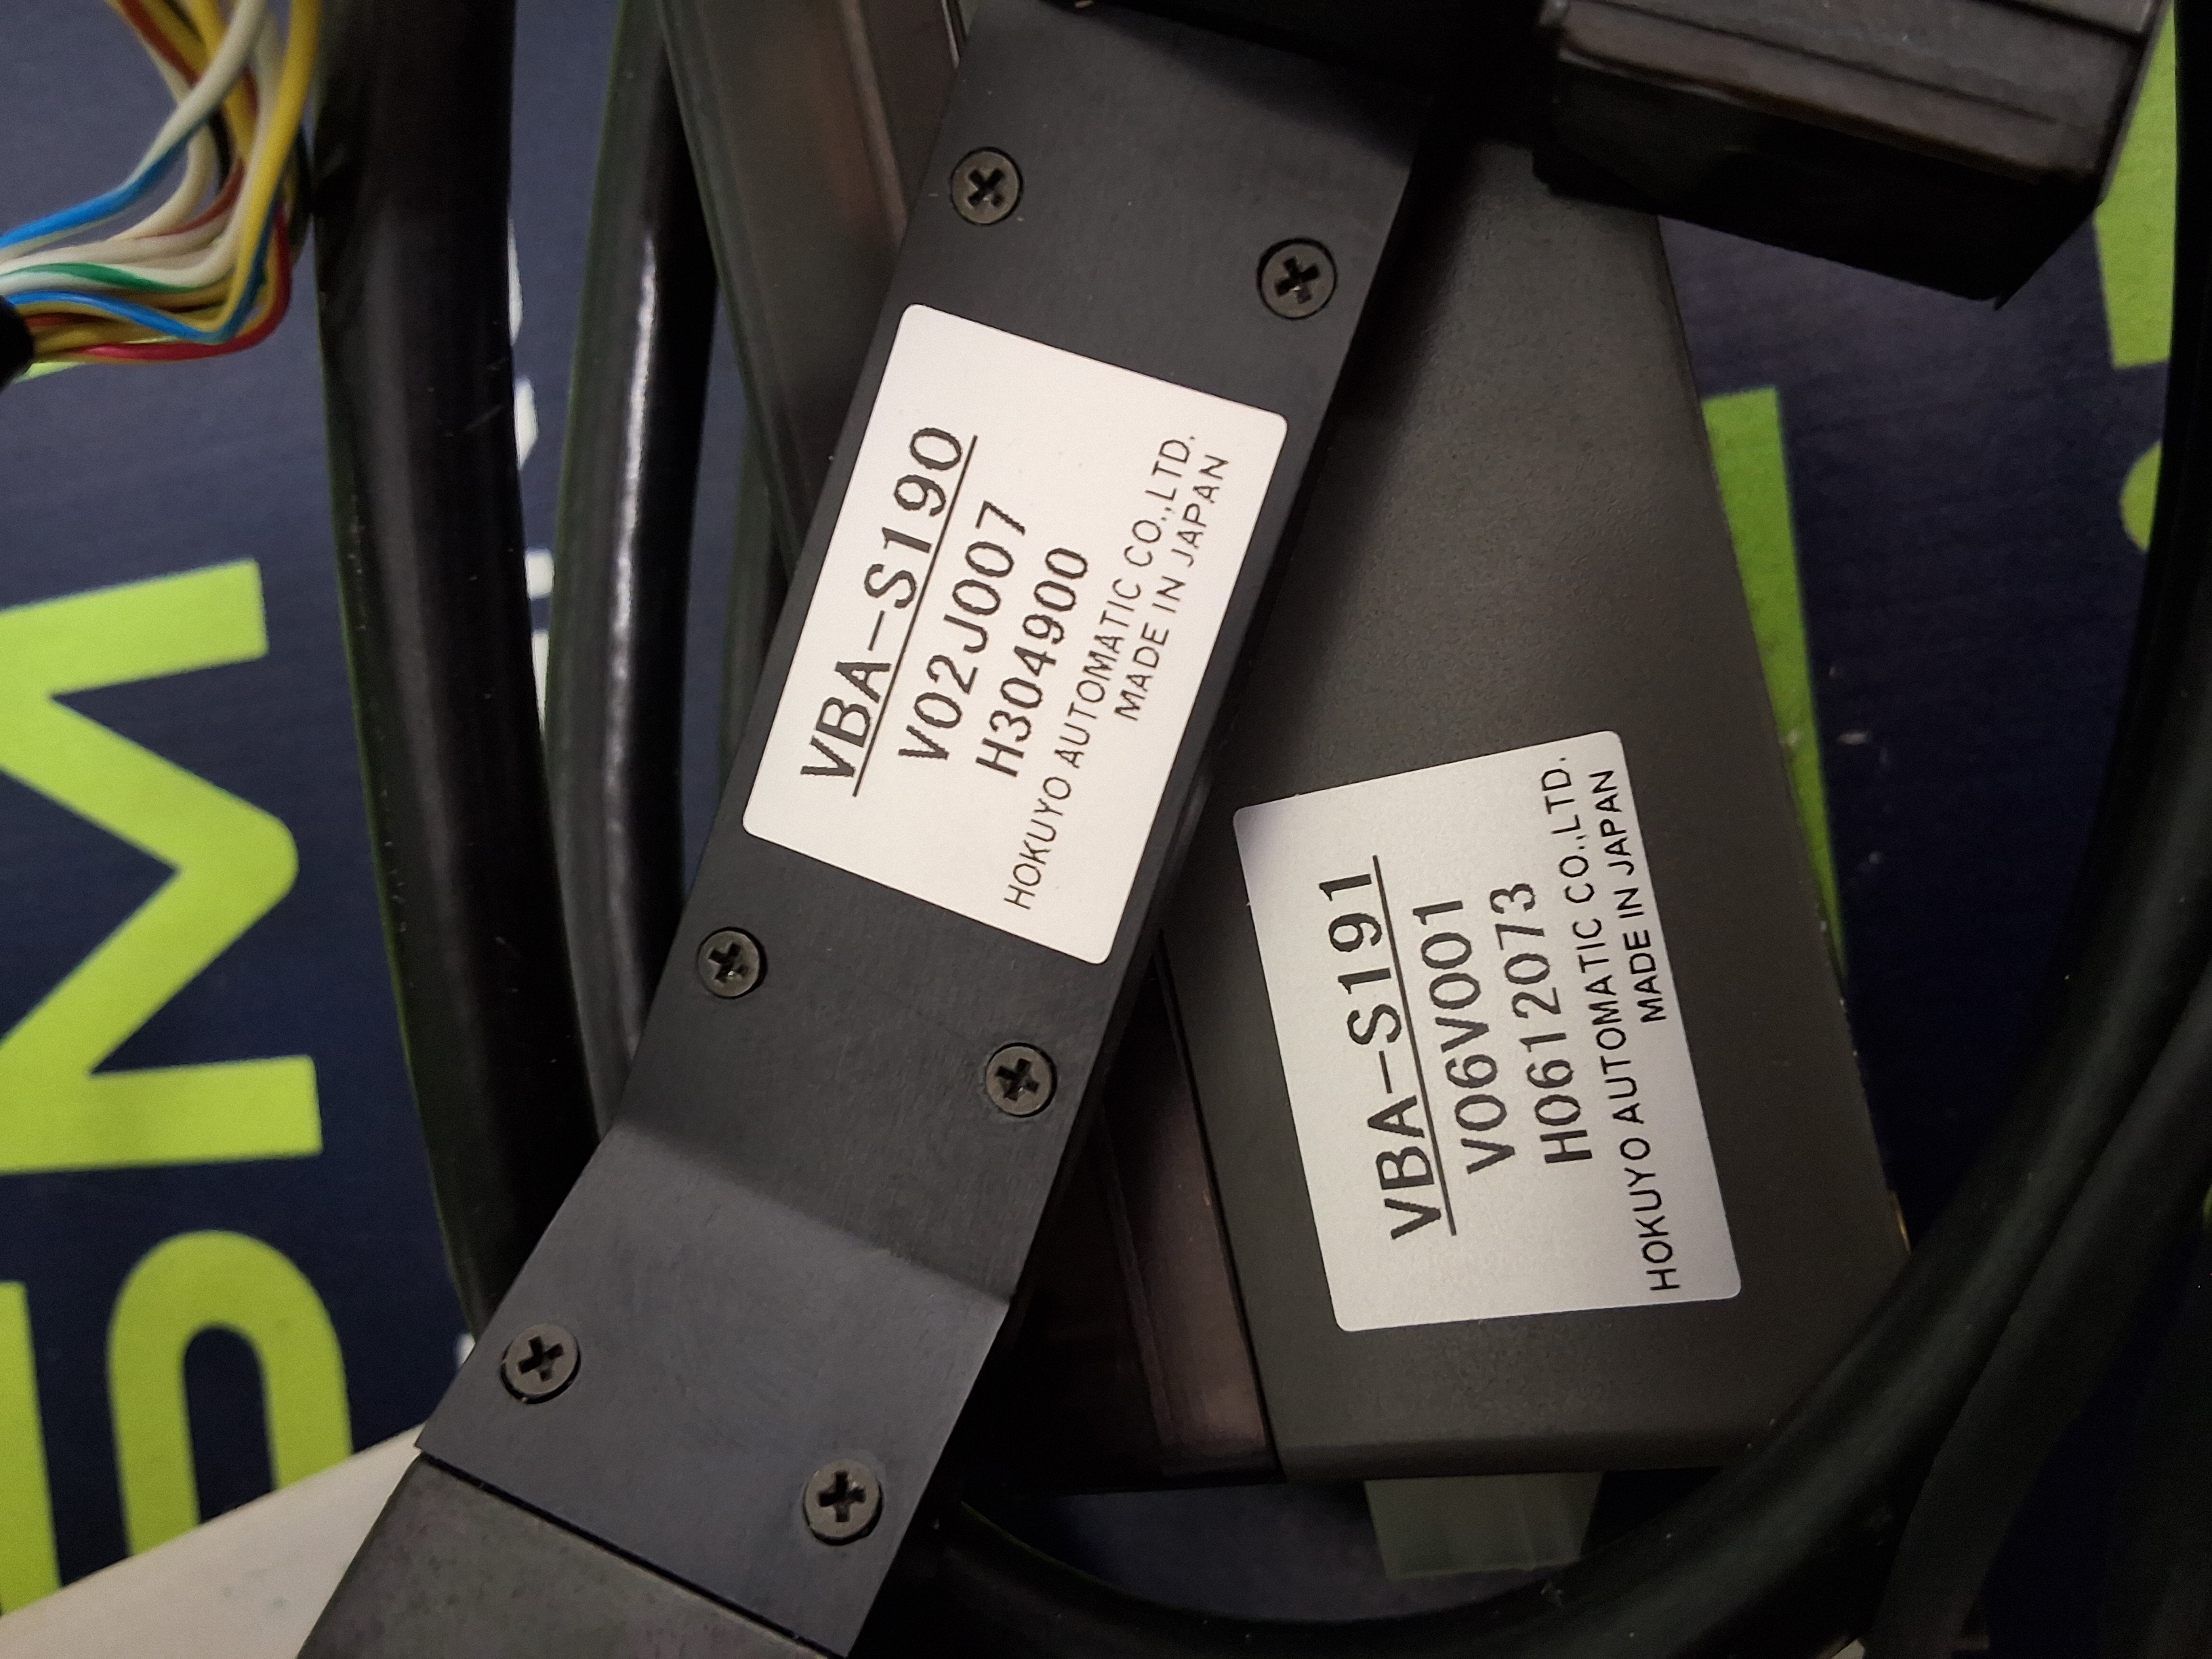 VBA-S190
V02J007
H304900
HOKUYO AUTOMATIC CO.,LTD.
MADE IN JAPAN
VBA-S191
V06V001
H0612073
HOKUYO AUTOMATIC CO.,LTD.
MADE IN JAPAN